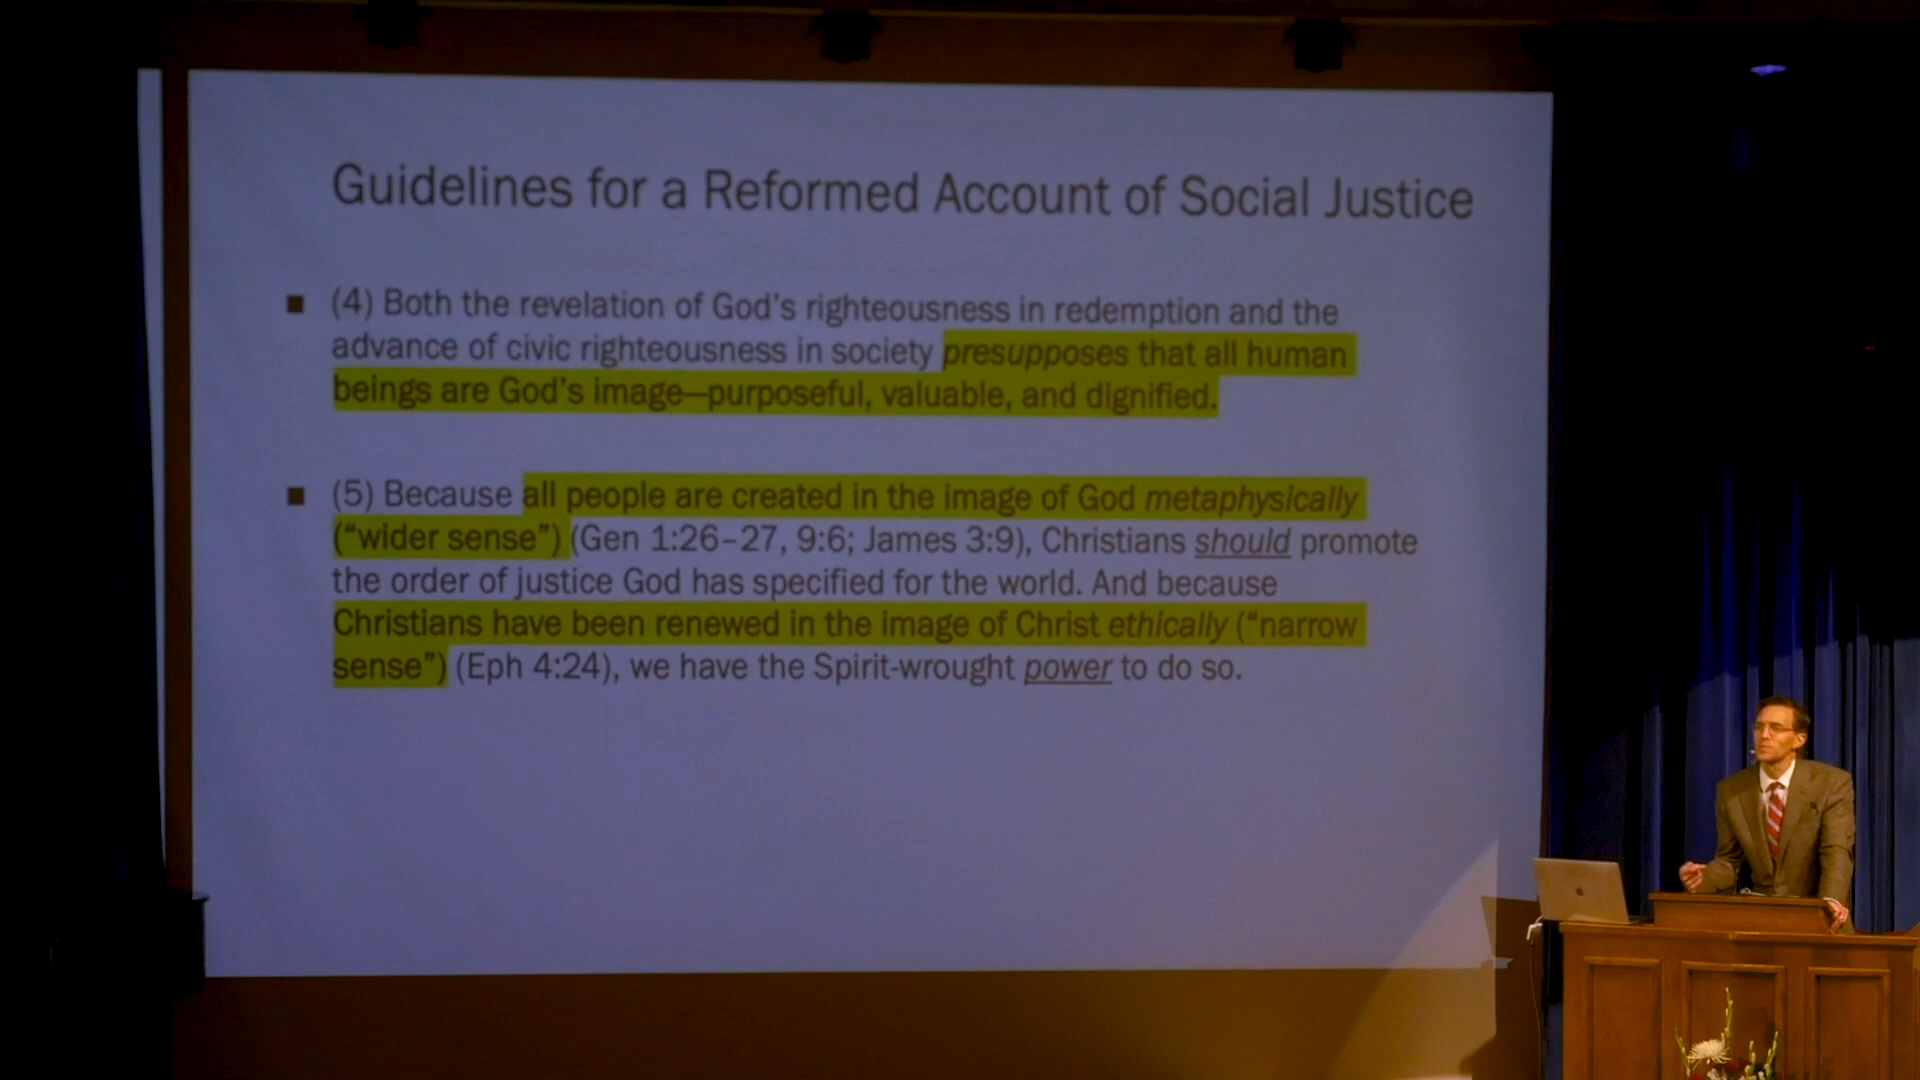 Guidelines for a Reformed Account of Social Justice
■ (4) Both the revelation of God's righteousness in redemption and the
advance of civic righteousness in society presupposes that all human
beings are God's image—purposeful, valuable, and dignified.
■ (5) Because all people are created in the image of God metaphysically
(“wider sense”) (Gen 1:26–27, 9:6; James 3:9), Christians should promote
the order of justice God has specified for the world. And because
Christians have been renewed in the image of Christ ethically (“narrow
sense”) (Eph 4:24), we have the Spirit-wrought power to do so.